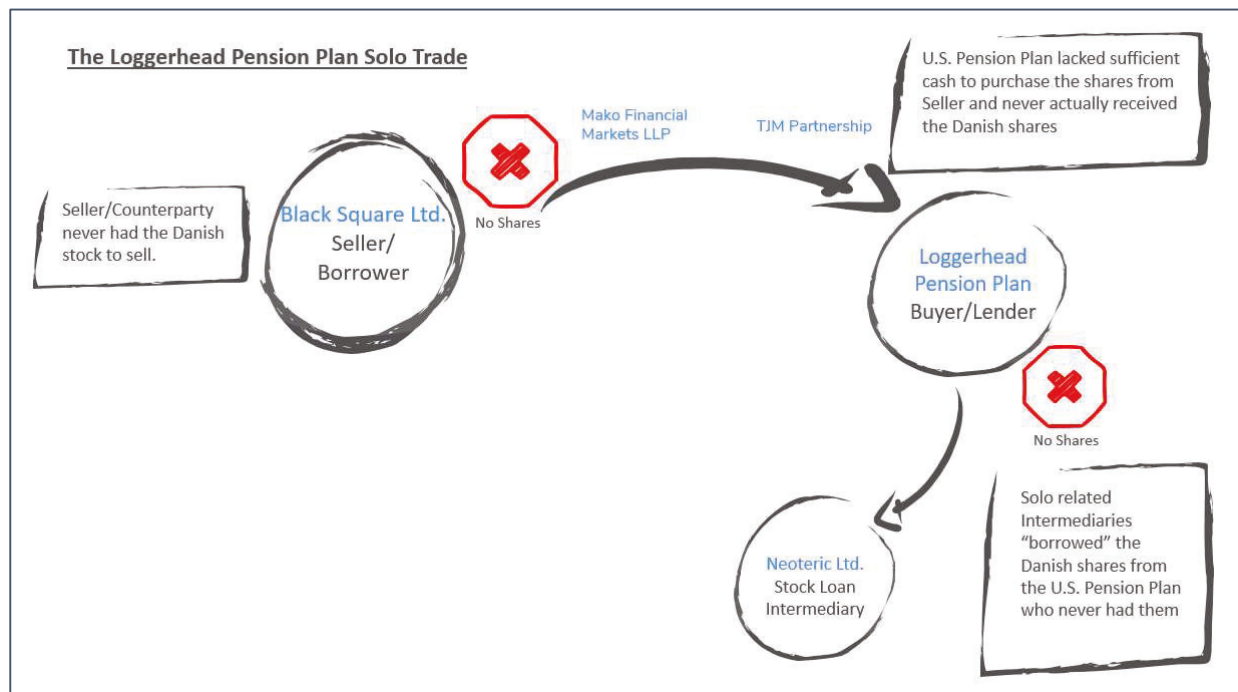 The Loggerhead Pension Plan Solo Trade
U.S. Pension Plan lacked sufficient
cash to purchase the shares from
Seller and never actually received
the Danish shares
Mako Financial
Markets LLP
TJM Partnership
Seller/Counterparty
never had the Danish
stock to sell.
Black Square Ltd.
Seller/
Borrower
No Shares
Loggerhead
Pension Plan
Buyer/Lender
No Shares
Neoteric Ltd.
Stock Loan
Intermediary
Solo related
Intermediaries
“borrowed” the
Danish shares from
the U.S. Pension Plan
who never had them